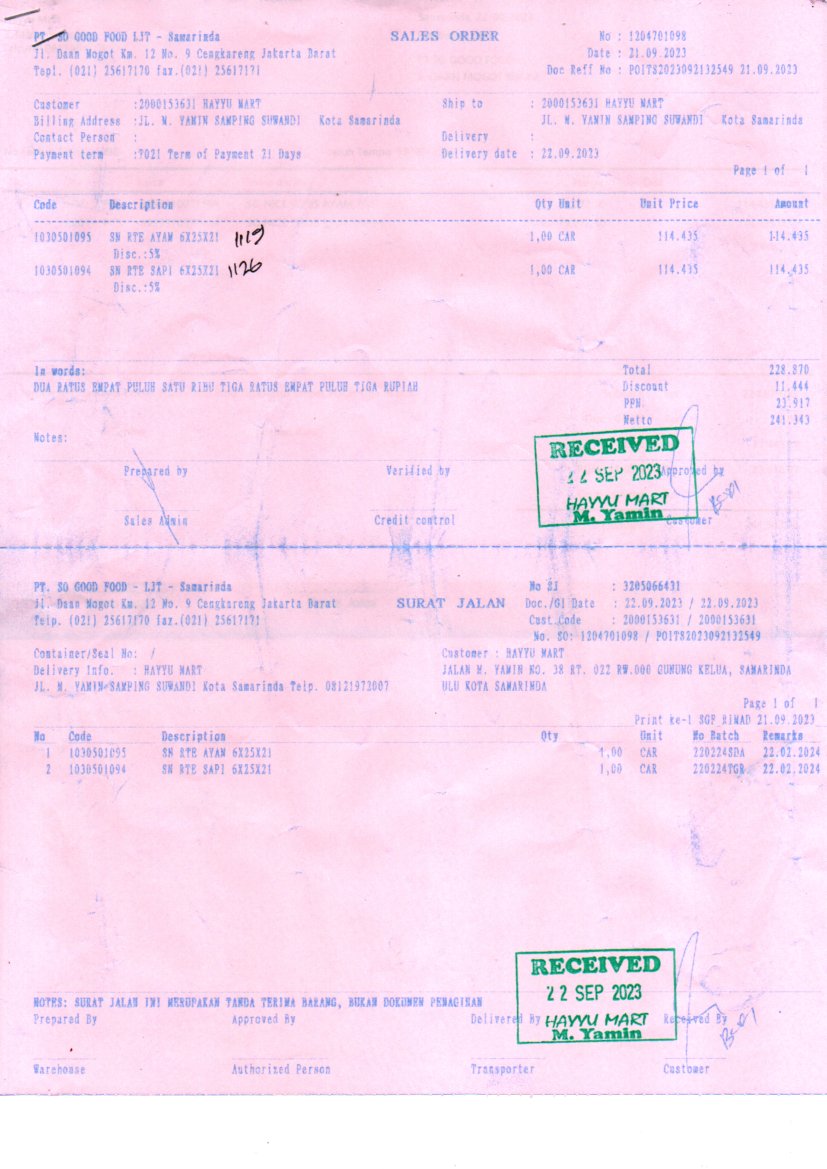 PT. SO GOOD FOOD LJT - Samarinda
SALES ORDER
No : 1204701098
Jl. Daan Mogot Km. 12 No. 9 Cengkareng Jakarta Barat
Date : 21.09.2023
Tepl. (021) 25617170 fax.(021) 25617171
Doc Reff No : POITS2023092132549 21.09.2023
Customer :2000153631 HAYYU MART
Ship to : 2000153631 HAYYU MART
Billing Address :JL. M. YAMIN SAMPING SUWANDI Kota Samarinda
JL. M. YAMIN SAMPING SUWANDI Kota Samarinda
Contact Person :
Delivery :
Payment term :7021 Term of Payment 21 Days
Delivery date : 22.09.2023
Page 1 of 1
Code Description Qty Unit Unit Price Amount
1030501095 SN RTE AYAM 6X25X21 1119 1,00 CAR 114.435 114.435
Disc.:5%
1030501094 SN RTE SAPI 6X25X21 1126 1,00 CAR 114.435 114.435
Disc.:5%
In words:
Total 228.870
DUA RATUS EMPAT PULUH SATU RIBU TIGA RATUS EMPAT PULUH TIGA RUPIAH
Discount 11.444
PPN 23.917
Netto 241.343
Notes:
RECEIVED
Prepared by Verified by Approved by
22 SEP 2023
HAYYU MART
M. Yamin
Sales Admin Credit control Customer
PT. SO GOOD FOOD - LJT - Samarinda
No SJ : 3205066431
Jl. Daan Mogot Km. 12 No. 9 Cengkareng Jakarta Barat
SURAT JALAN
Doc./GI Date : 22.09.2023 / 22.09.2023
Telp. (021) 25617170 fax.(021) 25617171
Cust.Code : 2000153631 / 2000153631
No. SO: 1204701098 / POITS2023092132549
Container/Seal No: /
Customer : HAYYU MART
Delivery Info. : HAYYU MART
JALAN M. YAMIN NO. 38 RT. 022 RW.000 GUNUNG KELUA, SAMARINDA
JL. M. YAMIN SAMPING SUWANDI Kota Samarinda Telp. 08121972007
ULU KOTA SAMARINDA
Page 1 of 1
Print ke-1 SGF RIMAD 21.09.2023
No Code Description Qty Unit No Batch Remarks
1 1030501095 SN RTE AYAM 6X25X21 1,00 CAR 220224SDA 22.02.2024
2 1030501094 SN RTE SAPI 6X25X21 1,00 CAR 220224TGR 22.02.2024
RECEIVED
22 SEP 2023
NOTES: SURAT JALAN INI MERUPAKAN TANDA TERIMA BARANG, BUKAN DOKUMEN PENAGIHAN
Prepared By Approved By Delivered By Received By
HAYYU MART
M. Yamin
Warehouse Authorized Person Transporter Customer